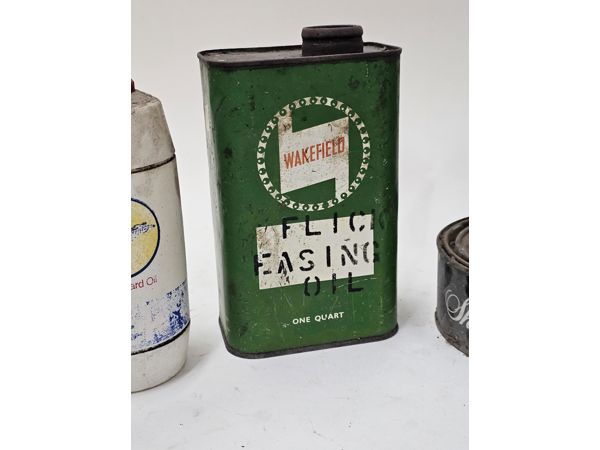 WAKEFIELD
FLICK
EASING
OIL
ONE QUART
ard Oil